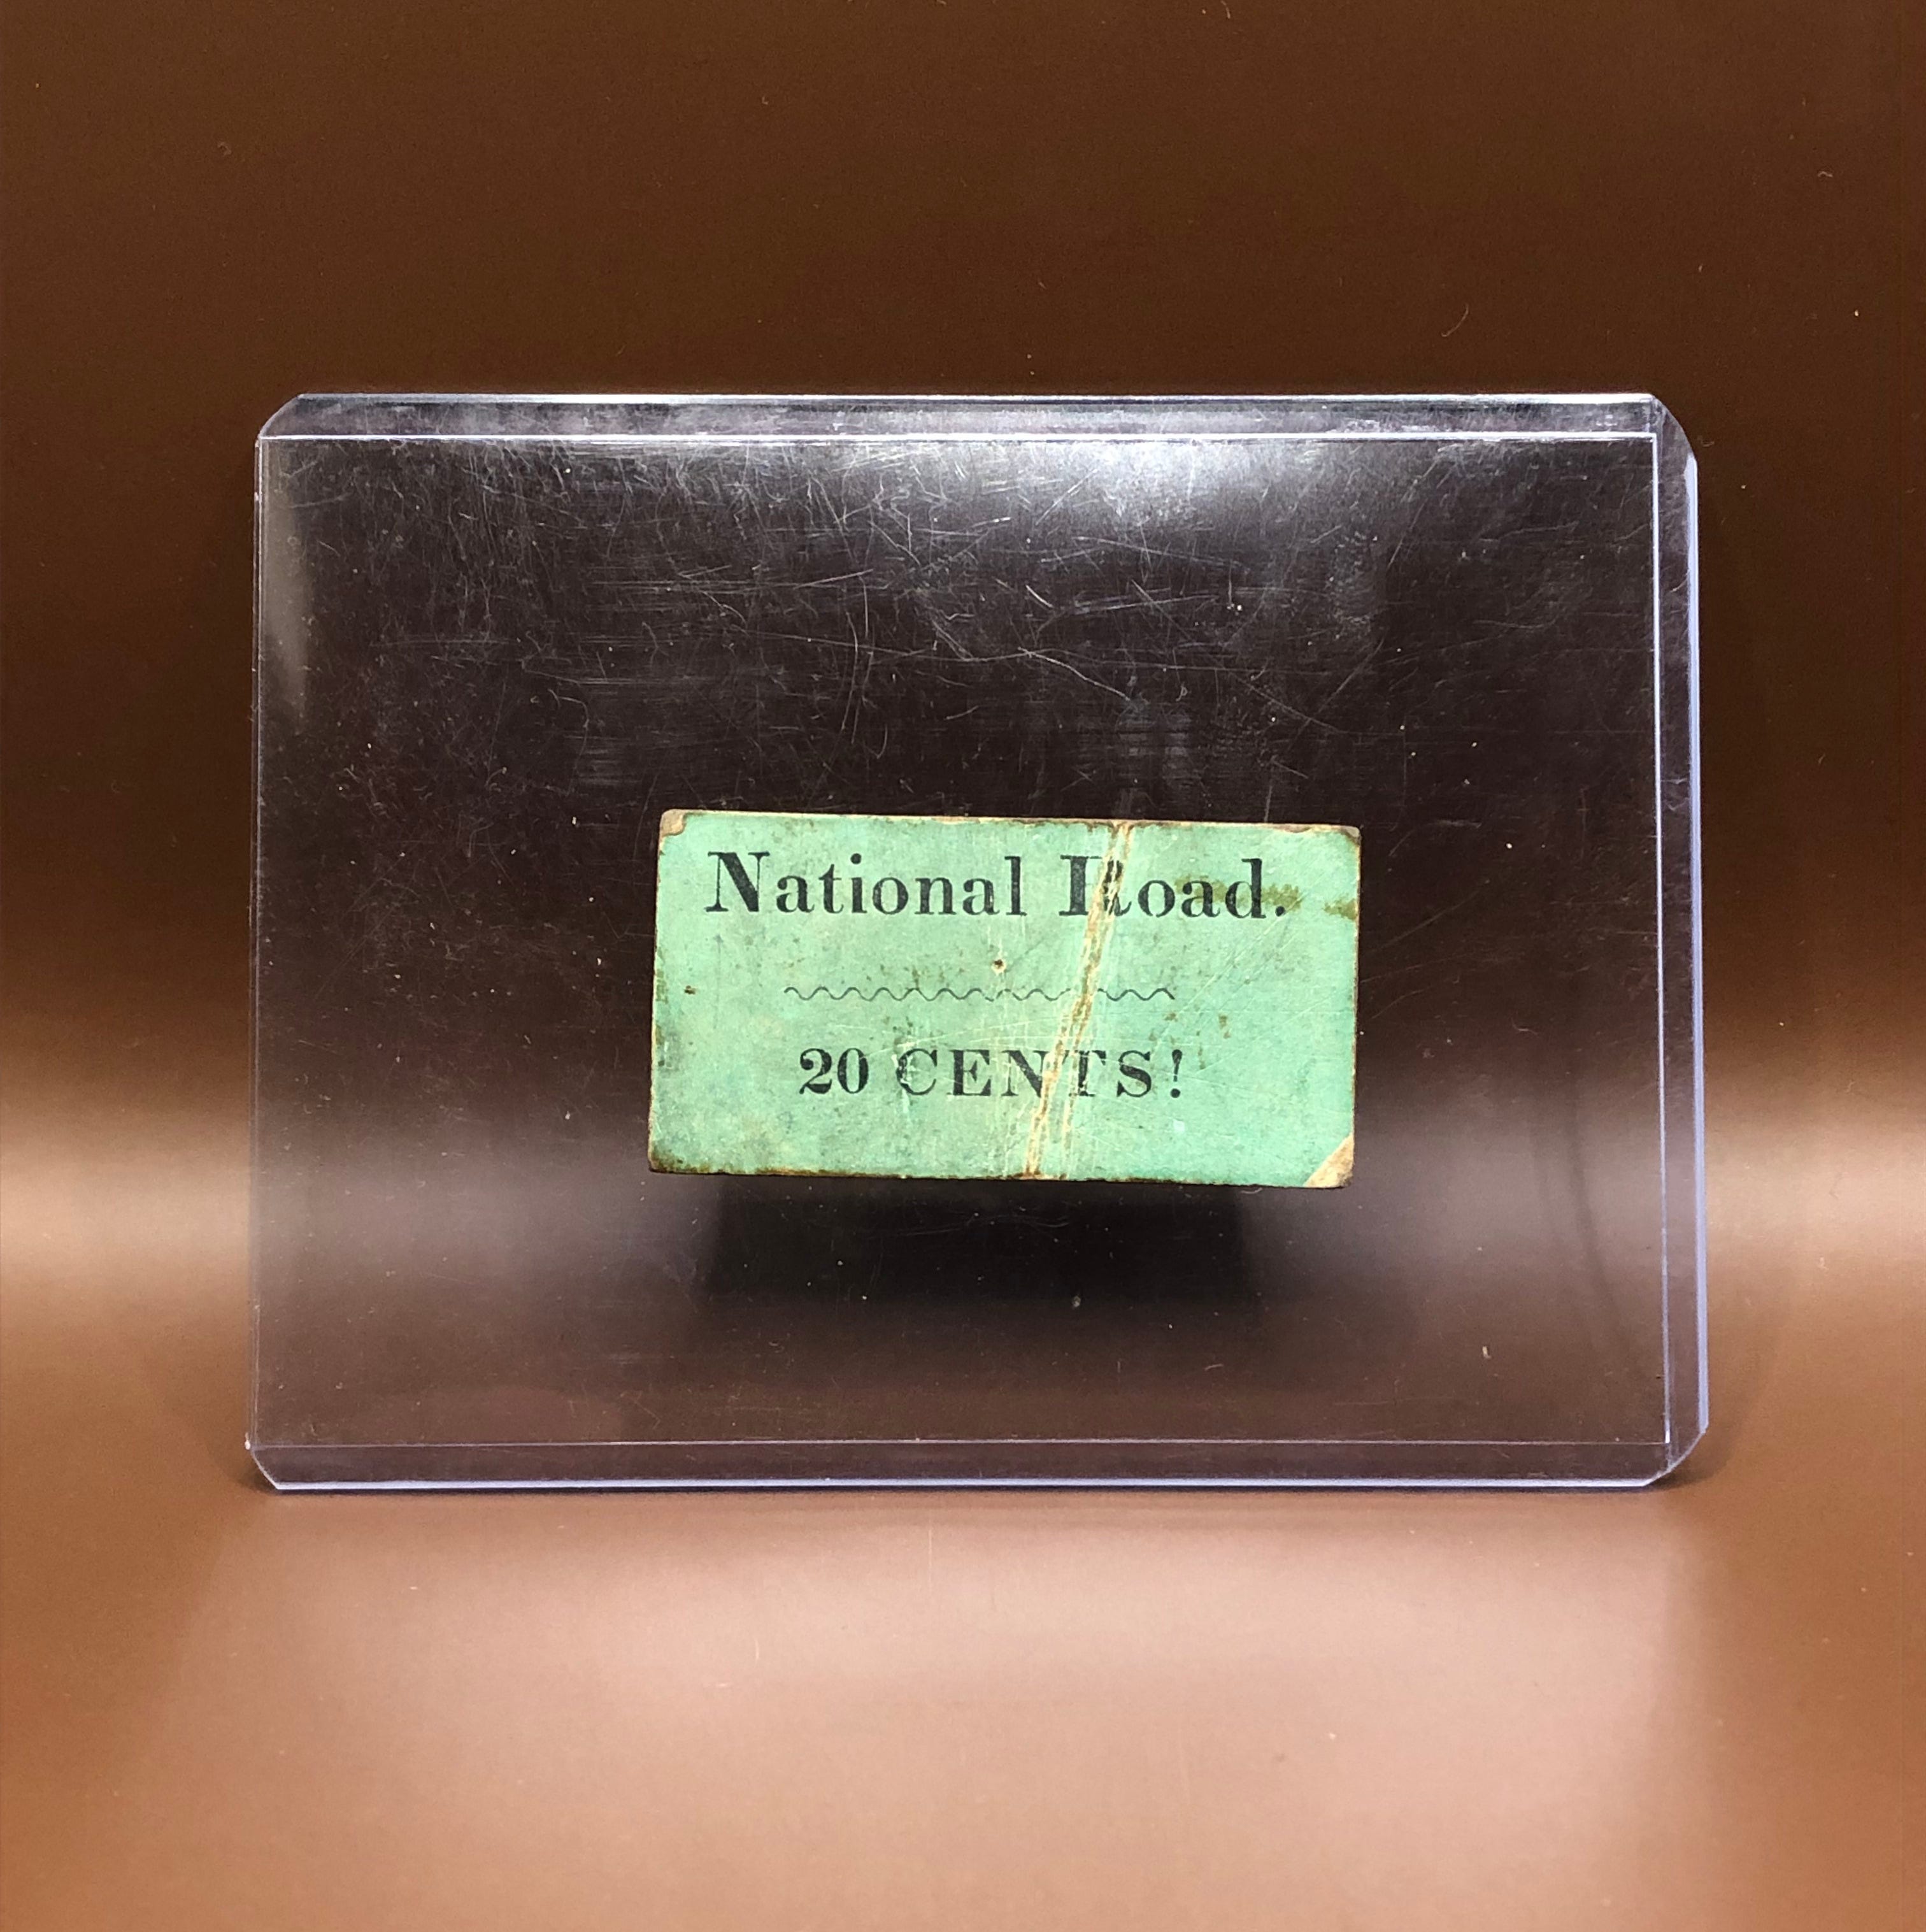 National Road.
20 CENTS!